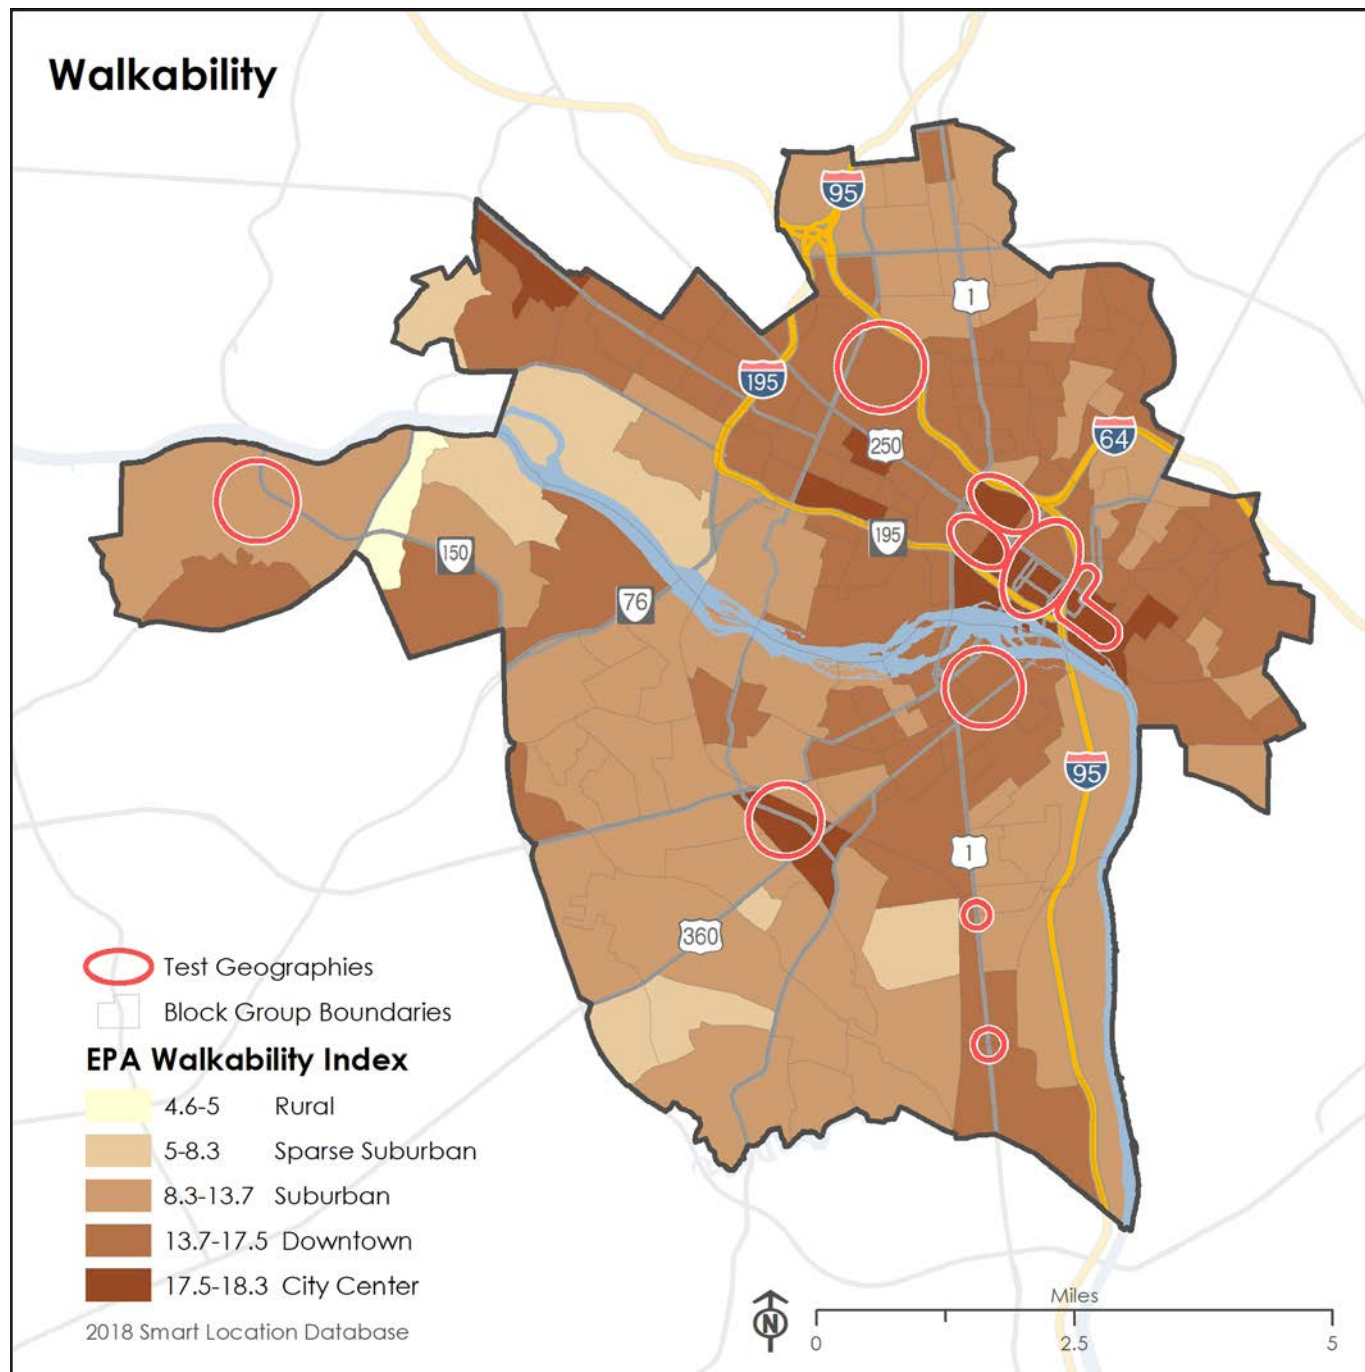 Walkability
95
1
195
250
64
195
150
76
95
1
360
Test Geographies
Block Group Boundaries
EPA Walkability Index
4.6-5 Rural
5-8.3 Sparse Suburban
8.3-13.7 Suburban
13.7-17.5 Downtown
17.5-18.3 City Center
2018 Smart Location Database
N
Miles
0 2.5 5